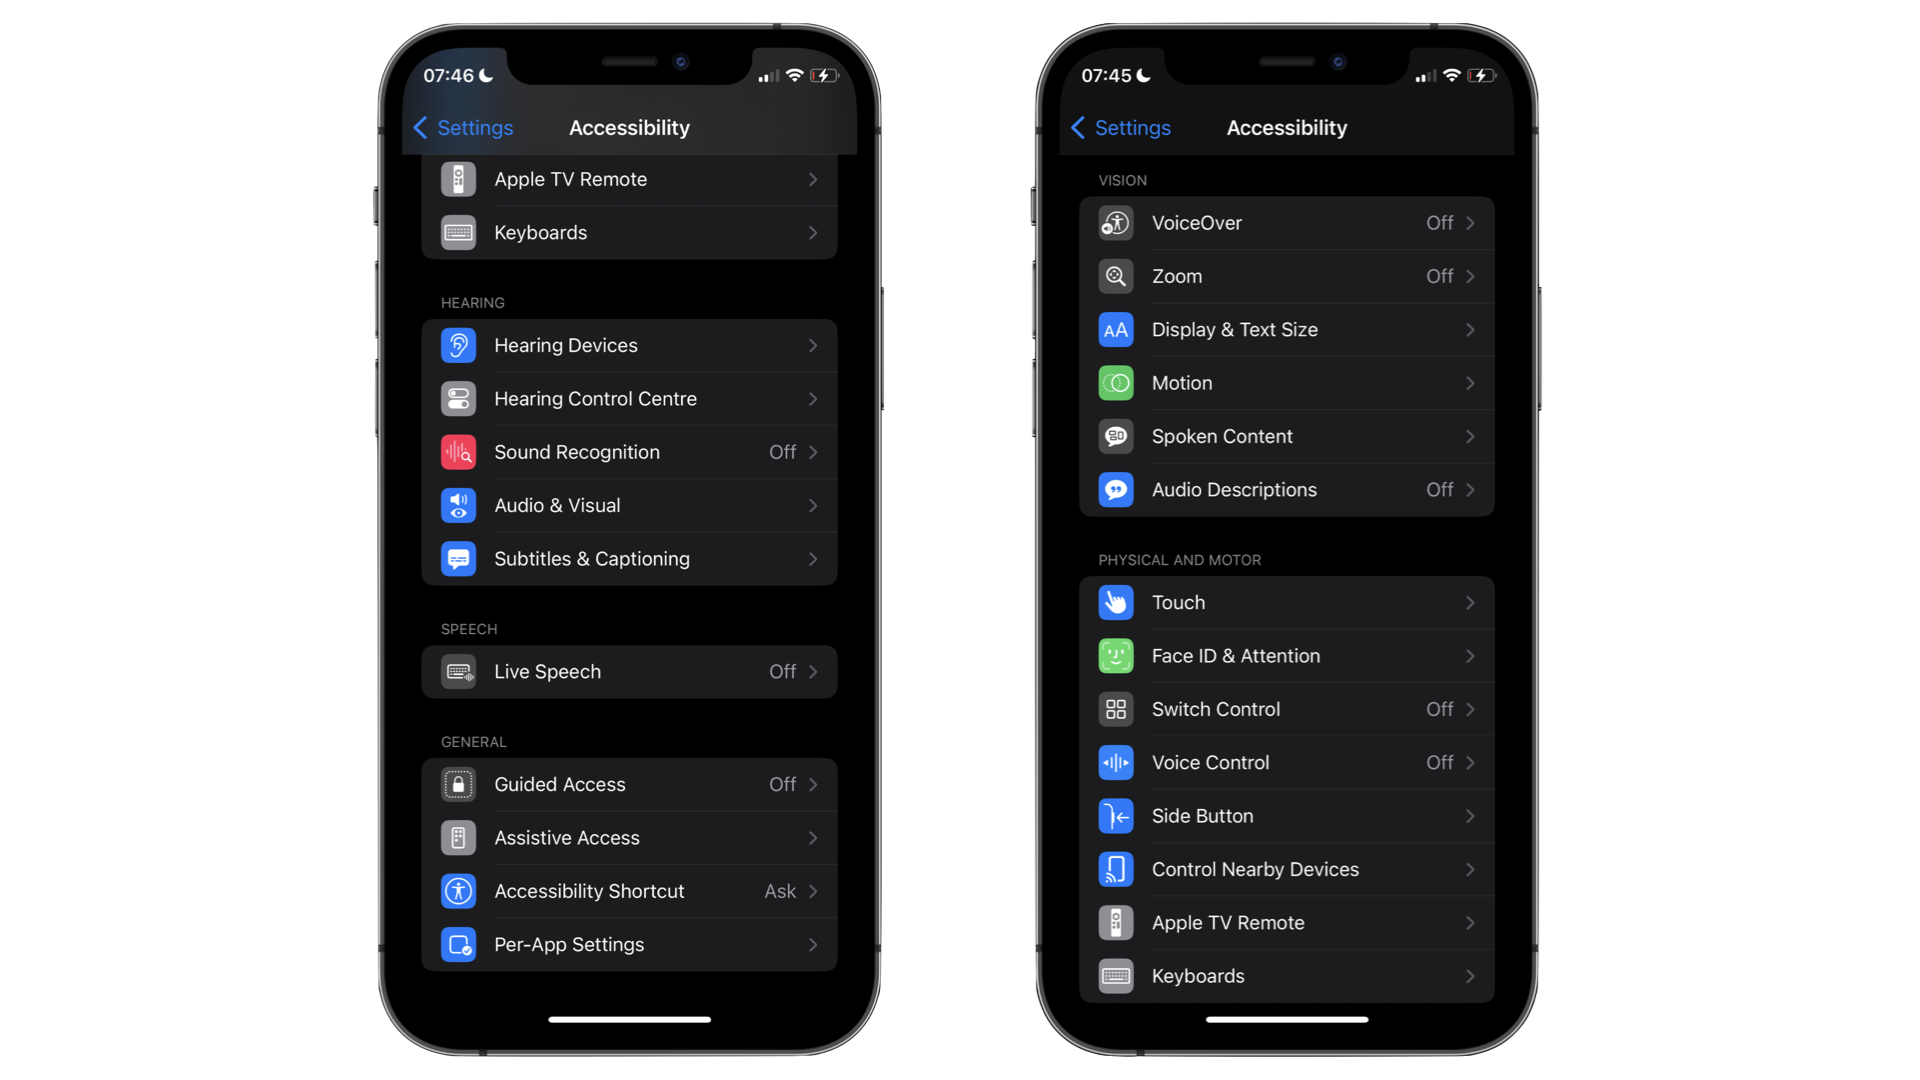 07:46
Settings
Accessibility
Apple TV Remote
Keyboards
HEARING
Hearing Devices
Hearing Control Centre
Sound Recognition Off
Audio & Visual
Subtitles & Captioning
SPEECH
Live Speech Off
GENERAL
Guided Access Off
Assistive Access
Accessibility Shortcut Ask
Per-App Settings
07:45
Settings
Accessibility
VISION
VoiceOver Off
Zoom Off
AA Display & Text Size
Motion
Spoken Content
Audio Descriptions Off
PHYSICAL AND MOTOR
Touch
Face ID & Attention
Switch Control Off
Voice Control Off
Side Button
Control Nearby Devices
Apple TV Remote
Keyboards